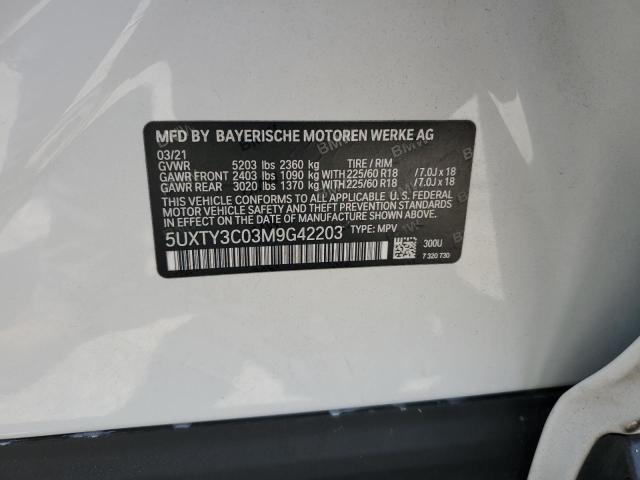 MFD BY BAYERISCHE MOTOREN WERKE AG
03/21
GVWR 5203 lbs 2360 kg TIRE / RIM
GAWR FRONT 2403 lbs 1090 kg WITH 225/60 R18 / 7.0J x 18
GAWR REAR 3020 lbs 1370 kg WITH 225/60 R18 / 7.0J x 18
THIS VEHICLE CONFORMS TO ALL APPLICABLE FEDERAL
MOTOR VEHICLE SAFETY, BUMPER, AND THEFT PREVENTION STANDARDS
IN EFFECT ON THE DATE OF MANUFACTURE SHOWN ABOVE.
5UXTY3C03M9G42203 TYPE: MPV
300U
7 320 730